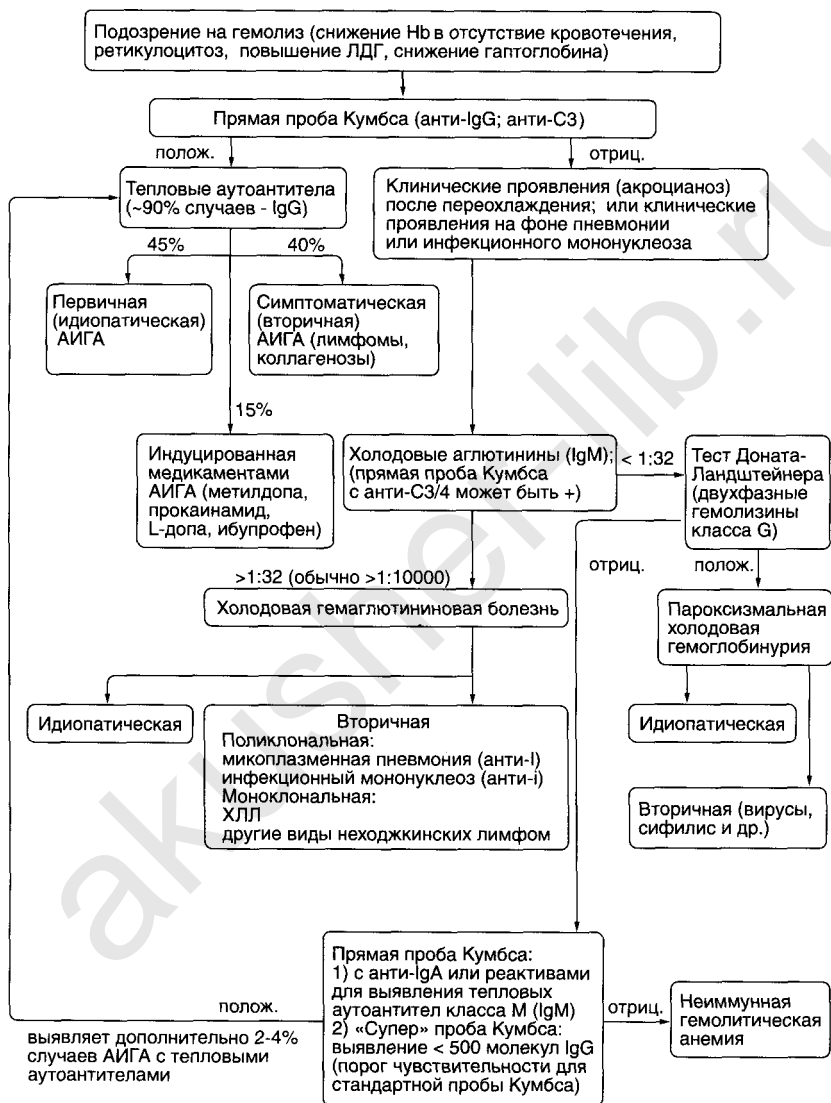 Подозрение на гемолиз (снижение Hb в отсутствие кровотечения,
ретикулоцитоз, повышение ЛДГ, снижение гаптоглобина)
Прямая проба Кумбса (анти-IgG; анти-С3)
полож.
отриц.
Тепловые аутоантитела
(~90% случаев - IgG)
Клинические проявления (акроцианоз)
после переохлаждения; или клинические
проявления на фоне пневмонии
или инфекционного мононуклеоза
45%
40%
Первичная
(идиопатическая)
АИГА
Симптоматическая
(вторичная)
АИГА (лимфомы,
коллагенозы)
15%
Индуцированная
медикаментами
АИГА (метилдопа,
прокаинамид,
L-допа, ибупрофен)
Холодовые аглютинины (IgM);
(прямая проба Кумбса
с анти-С3/4 может быть +)
< 1:32
Тест Доната-
Ландштейнера
(двухфазные
гемолизины
класса G)
отриц.
полож.
>1:32 (обычно >1:10000)
Холодовая гемаглютининовая болезнь
Пароксизмальная
холодовая
гемоглобинурия
Идиопатическая
Вторичная
Поликлональная:
микоплазменная пневмония (анти-I)
инфекционный мононуклеоз (анти-i)
Моноклональная:
ХЛЛ
другие виды неходжкинских лимфом
Идиопатическая
Вторичная (вирусы,
сифилис и др.)
Прямая проба Кумбса:
1) с анти-IgA или реактивами
для выявления тепловых
аутоантител класса М (IgM)
2) «Супер» проба Кумбса:
выявление < 500 молекул IgG
(порог чувствительности для
стандартной пробы Кумбса)
полож.
отриц.
Неиммунная
гемолитическая
анемия
выявляет дополнительно 2-4%
случаев АИГА с тепловыми
аутоантителами
akusher-lib.ru